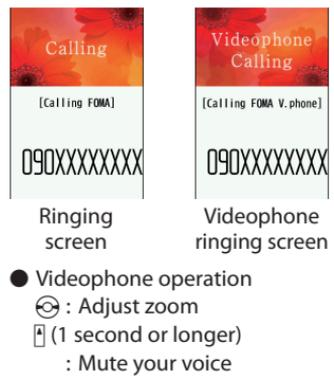 Calling
Videophone
Calling
[Calling FOMA]
[Calling FOMA V.phone]
090XXXXXXXX
090XXXXXXXX
Ringing
screen
Videophone
ringing screen
● Videophone operation
: Adjust zoom
(1 second or longer)
: Mute your voice